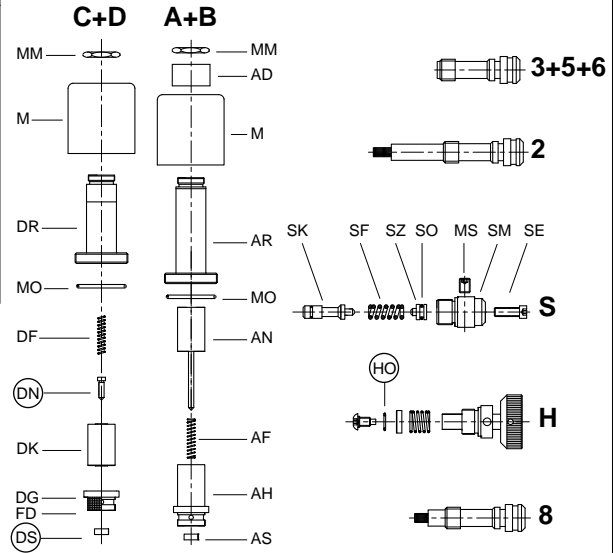 C+D
A+B
MM
MM
AD
M
M
DR
AR
MO
MO
DF
AN
DN
DK
AF
DG
FD
AH
DS
AS
3+5+6
2
SK SF SZ SO MS SM SE
S
HO
H
8